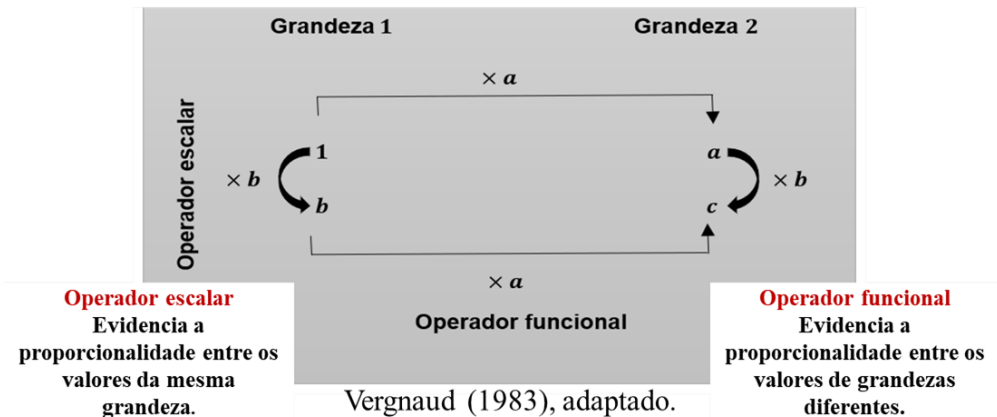 Grandeza 1 Grandeza 2
× a
Operador escalar
1 a
× b × b
b c
× a
Operador funcional
Operador escalar
Evidencia a
proporcionalidade entre os
valores da mesma
grandeza.
Operador funcional
Evidencia a
proporcionalidade entre os
valores de grandezas
diferentes.
Vergnaud (1983), adaptado.